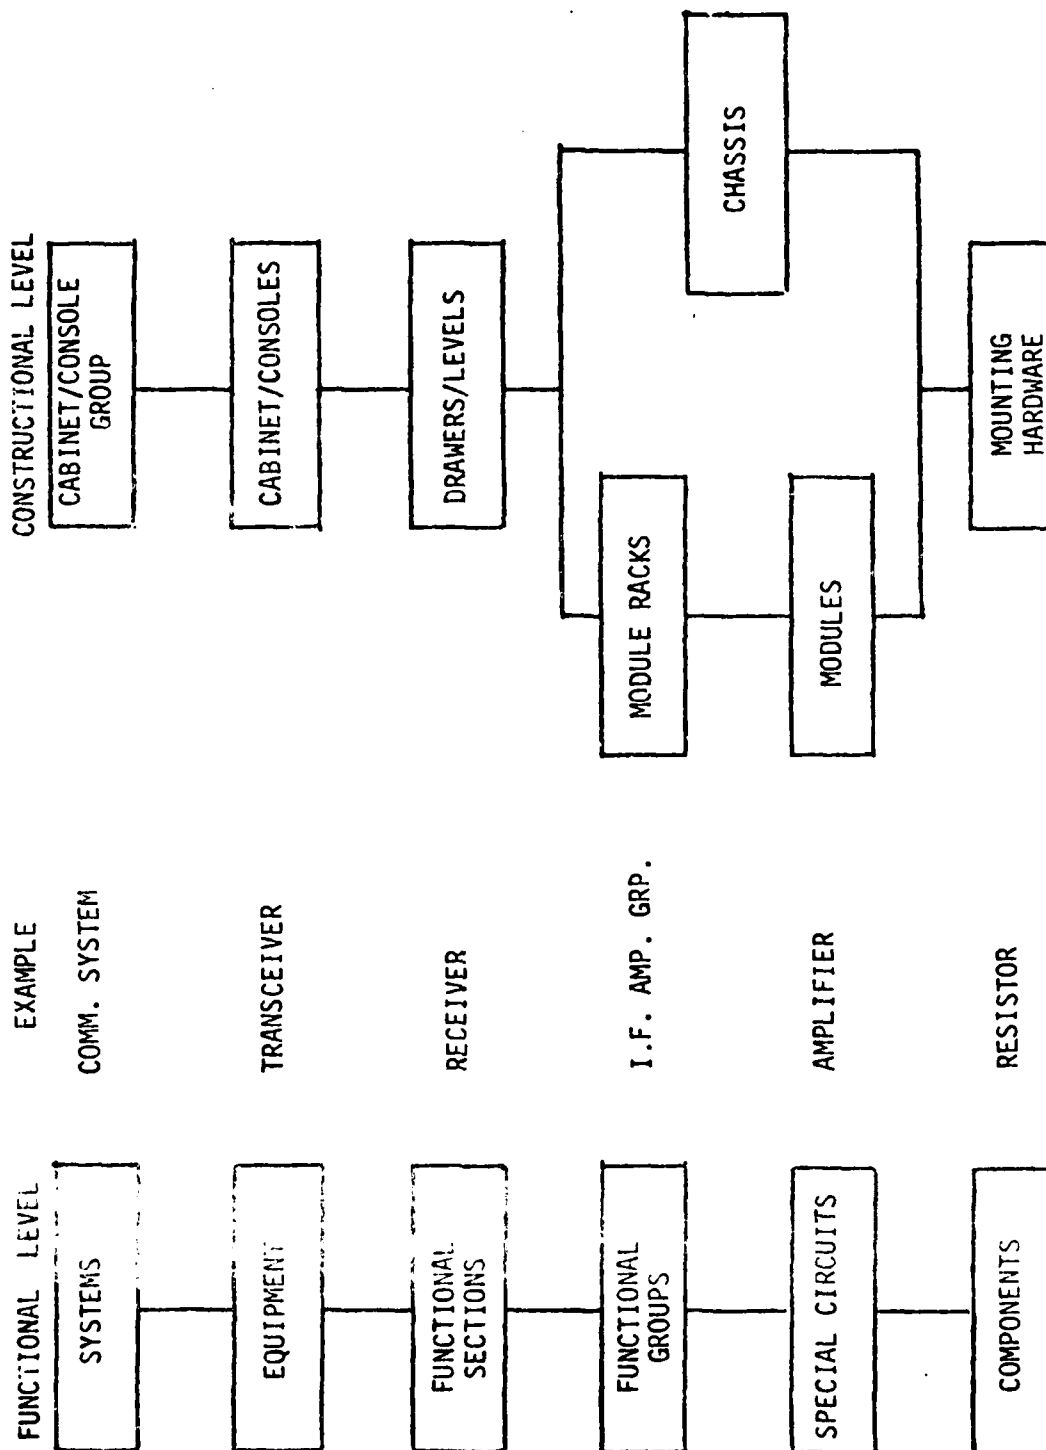 FUNCTIONAL LEVEL
SYSTEMS
EQUIPMENT
FUNCTIONAL
SECTIONS
FUNCTIONAL
GROUPS
SPECIAL CIRCUITS
COMPONENTS
EXAMPLE
COMM. SYSTEM
TRANSCEIVER
RECEIVER
I.F. AMP. GRP.
AMPLIFIER
RESISTOR
CONSTRUCTIONAL LEVEL
CABINET/CONSOLE
GROUP
CABINET/CONSOLES
DRAWERS/LEVELS
MODULE RACKS
MODULES
CHASSIS
MOUNTING
HARDWARE